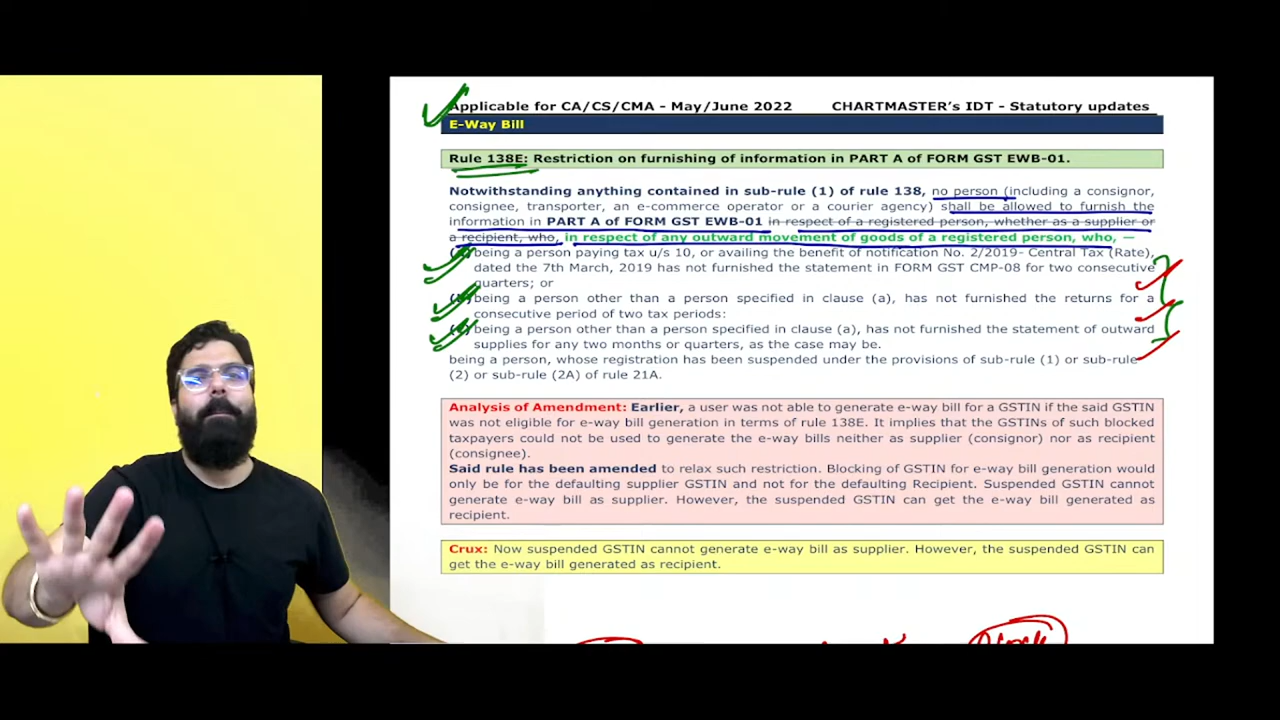 Applicable for CA/CS/CMA - May/June 2022 CHARTMASTER's IDT - Statutory updates
E-Way Bill
Rule 138E: Restriction on furnishing of information in PART A of FORM GST EWB-01.
Notwithstanding anything contained in sub-rule (1) of rule 138, no person (including a consignor,
consignee, transporter, an e-commerce operator or a courier agency) shall be allowed to furnish the
information in PART A of FORM GST EWB-01 in respect of a registered person, whether as a supplier or
a recipient, who, in respect of any outward movement of goods of a registered person, who, —
being a person paying tax u/s 10, or availing the benefit of notification No. 2/2019- Central Tax (Rate),
dated the 7th March, 2019 has not furnished the statement in FORM GST CMP-08 for two consecutive
quarters; or
being a person other than a person specified in clause (a), has not furnished the returns for a
consecutive period of two tax periods:
being a person other than a person specified in clause (a), has not furnished the statement of outward
supplies for any two months or quarters, as the case may be.
being a person, whose registration has been suspended under the provisions of sub-rule (1) or sub-rule
(2) or sub-rule (2A) of rule 21A.
Analysis of Amendment: Earlier, a user was not able to generate e-way bill for a GSTIN if the said GSTIN
was not eligible for e-way bill generation in terms of rule 138E. It implies that the GSTINs of such blocked
taxpayers could not be used to generate the e-way bills neither as supplier (consignor) nor as recipient
(consignee).
Said rule has been amended to relax such restriction. Blocking of GSTIN for e-way bill generation would
only be for the defaulting supplier GSTIN and not for the defaulting Recipient. Suspended GSTIN cannot
generate e-way bill as supplier. However, the suspended GSTIN can get the e-way bill generated as
recipient.
Crux: Now suspended GSTIN cannot generate e-way bill as supplier. However, the suspended GSTIN can
get the e-way bill generated as recipient.